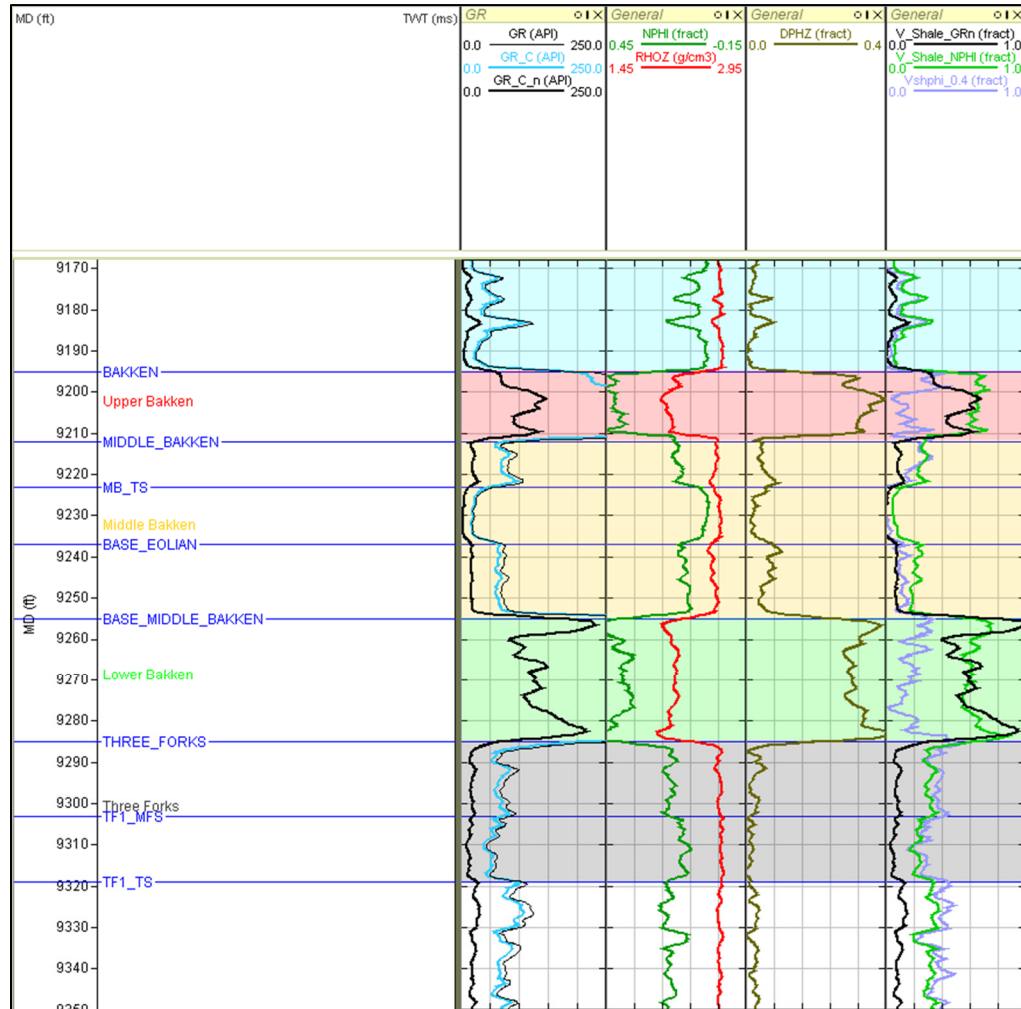 MD (ft) TWT (ms) GR General General General
GR (API) NPHI (fract) DPHZ (fract) V_Shale_GRn (fract)
0.0 250.0 0.45 -0.15 0.0 0.4 0.0 1.0
GR_C (API) RHOZ (g/cm3) V_Shale_NPHI (fract)
0.0 250.0 1.45 2.95 0.0 1.0
GR_C_n (API) Vshphi_0.4 (fract)
0.0 250.0 0.0 1.0
9170
9180
9190
BAKKEN
9200
Upper Bakken
9210
MIDDLE_BAKKEN
9220
MB_TS
9230
Middle Bakken
9240
BASE_EOLIAN
9250
BASE_MIDDLE_BAKKEN
MD (ft)
9260
Lower Bakken
9270
9280
THREE_FORKS
9290
9300
Three Forks
TF1_MFS
9310
9320
TF1_TS
9330
9340